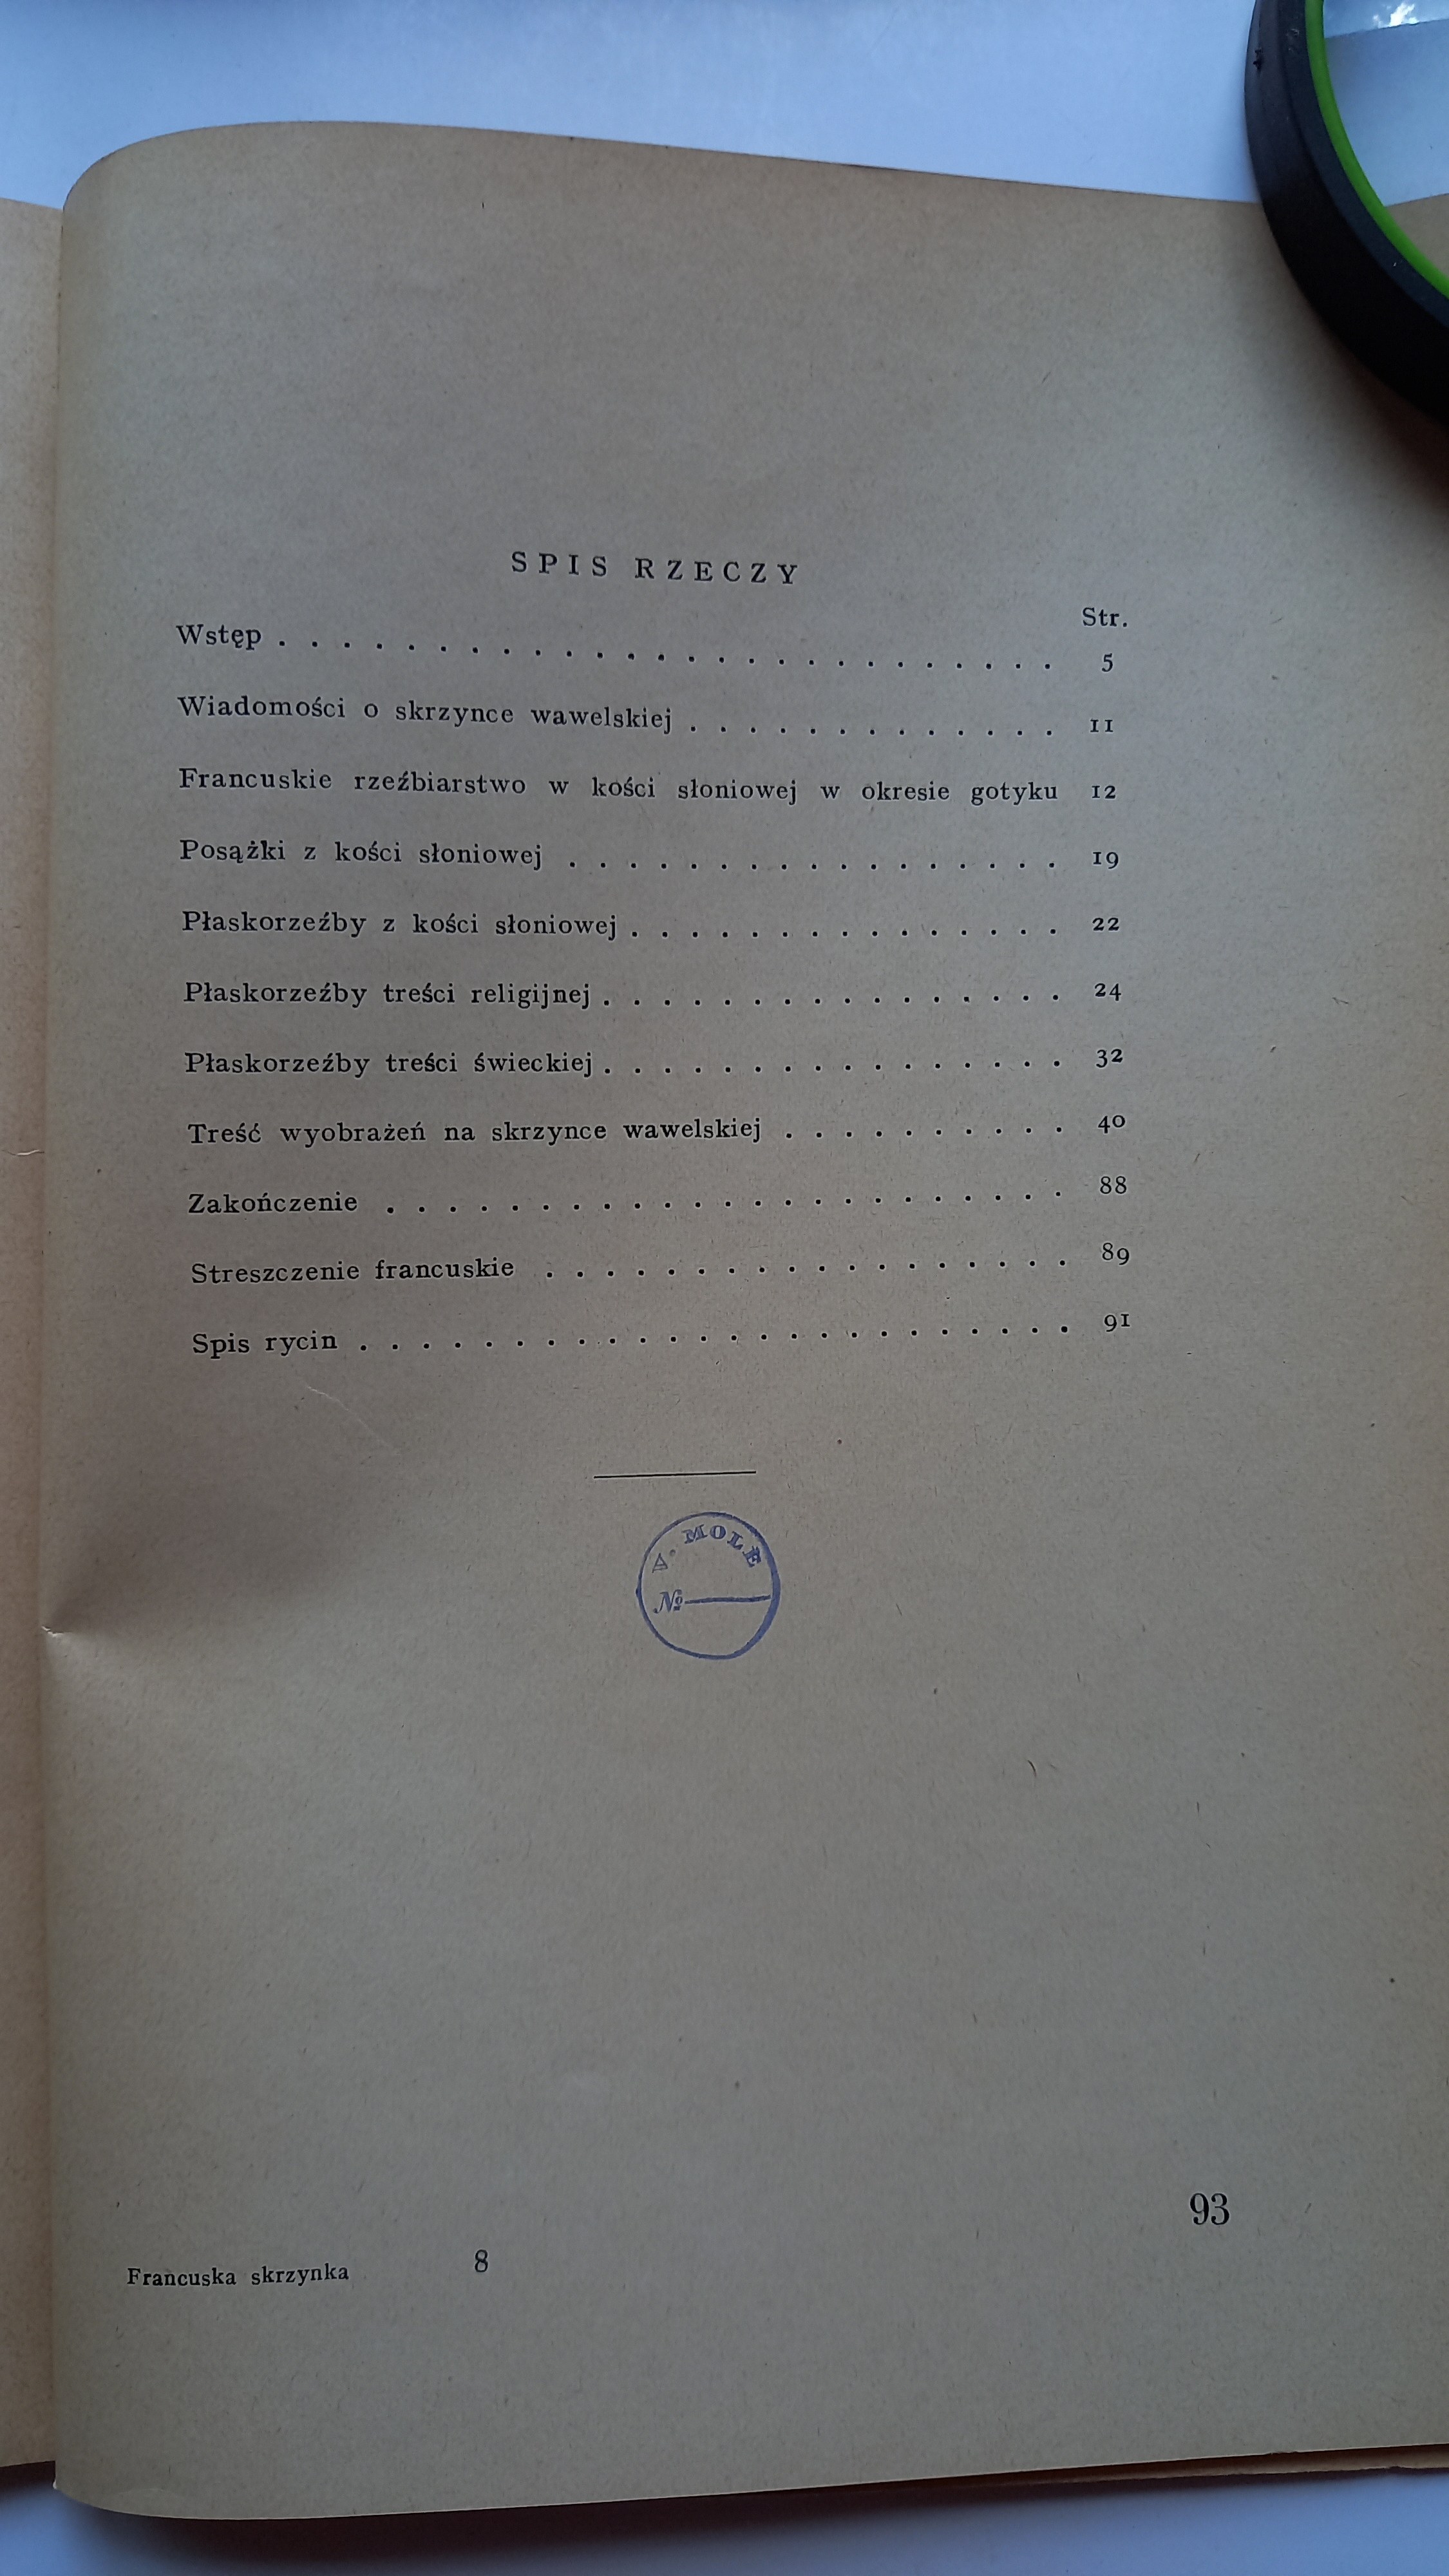 SPIS RZECZY
Str.
Wstęp . . . . . . . . . . . . . . . . . . . . . . . . . . 5
Wiadomości o skrzynce wawelskiej . . . . . . . . . . . . . 11
Francuskie rzeźbiarstwo w kości słoniowej w okresie gotyku 12
Posążki z kości słoniowej . . . . . . . . . . . . . . . . . 19
Płaskorzeźby z kości słoniowej . . . . . . . . . . . . . . . 22
Płaskorzeźby treści religijnej . . . . . . . . . . . . . . . . 24
Płaskorzeźby treści świeckiej . . . . . . . . . . . . . . . . 32
Treść wyobrażeń na skrzynce wawelskiej . . . . . . . . . . 40
Zakończenie . . . . . . . . . . . . . . . . . . . . . . . 88
Streszczenie francuskie . . . . . . . . . . . . . . . . . . 89
Spis rycin . . . . . . . . . . . . . . . . . . . . . . . . 91
V. MOLE
№
93
Francuska skrzynka 8